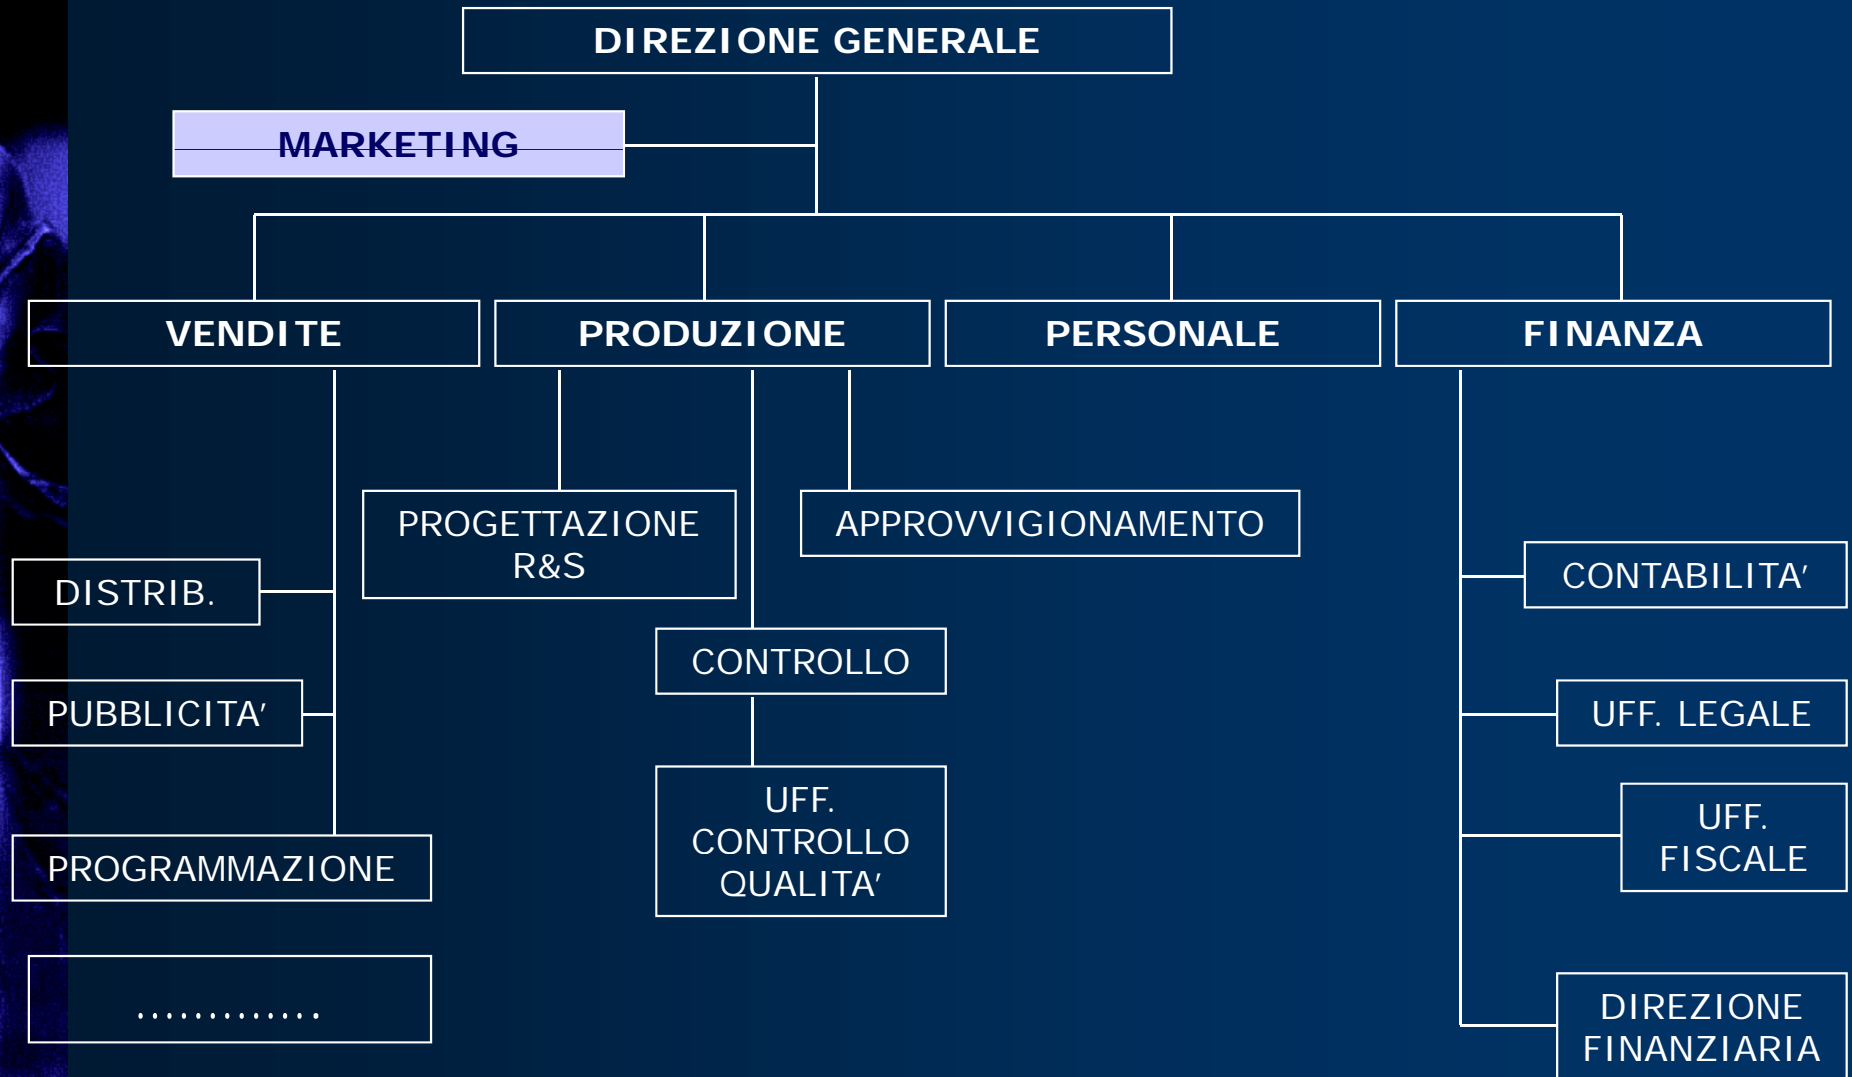 DIREZIONE GENERALE
MARKETING
VENDITE
PRODUZIONE
PERSONALE
FINANZA
PROGETTAZIONE
R&S
APPROVVIGIONAMENTO
DISTRIB.
CONTABILITA’
CONTROLLO
PUBBLICITA’
UFF. LEGALE
UFF.
CONTROLLO
QUALITA’
UFF.
FISCALE
PROGRAMMAZIONE
.............
DIREZIONE
FINANZIARIA